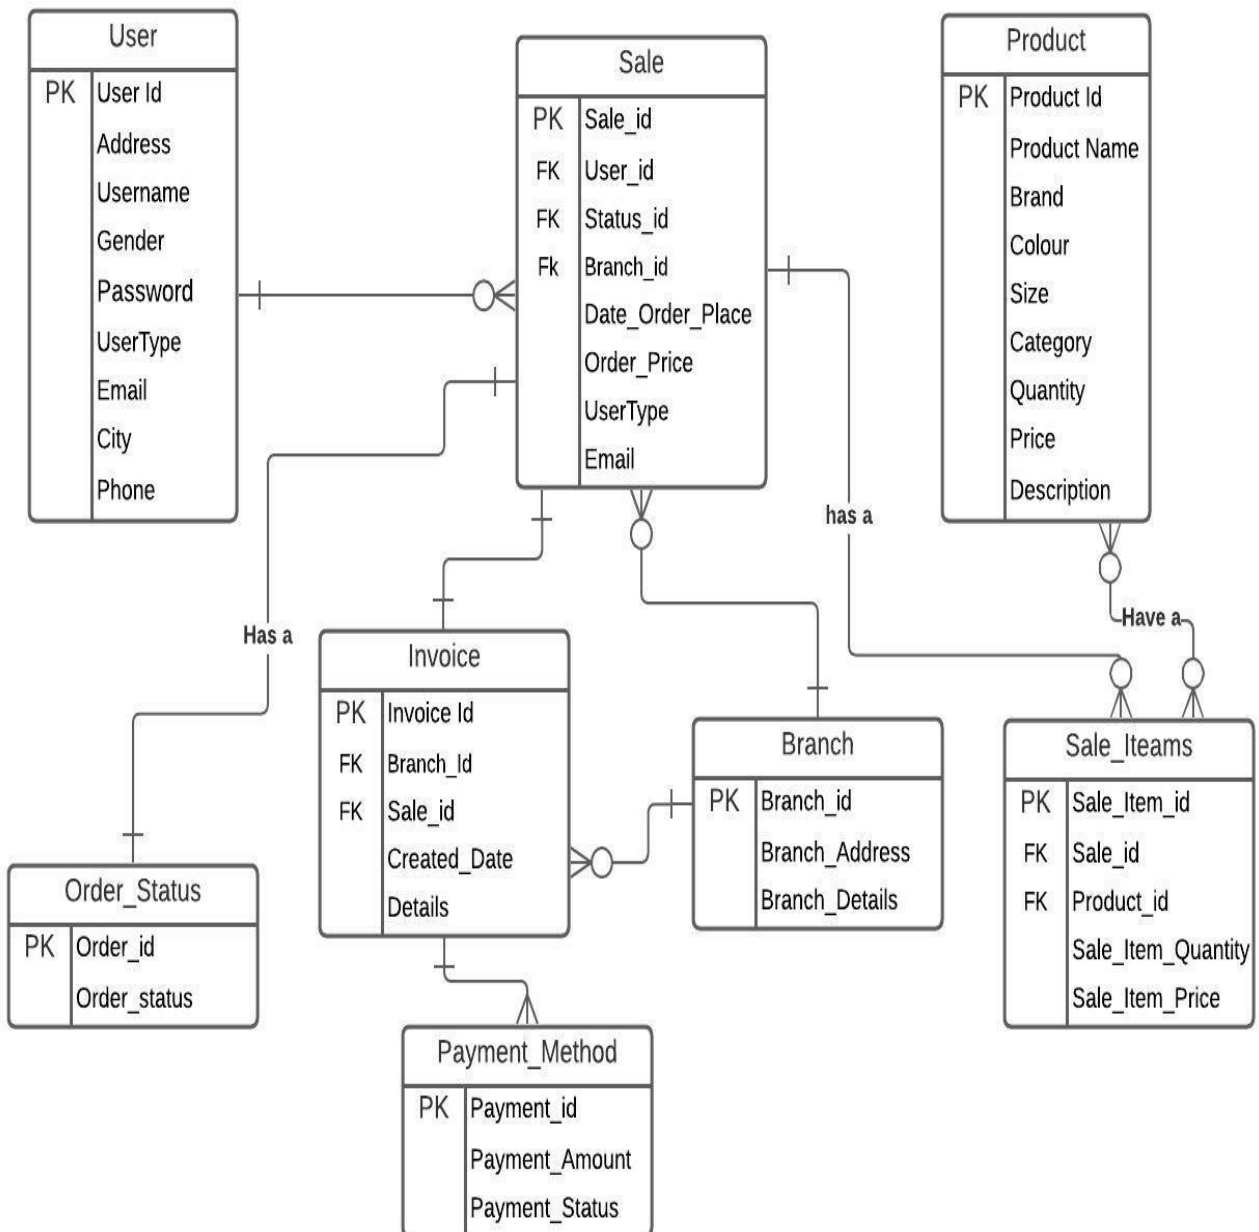 User
PK User Id
Address
Username
Gender
Password
UserType
Email
City
Phone
Sale
PK Sale_id
FK User_id
FK Status_id
Fk Branch_id
Date_Order_Place
Order_Price
UserType
Email
Product
PK Product Id
Product Name
Brand
Colour
Size
Category
Quantity
Price
Description
has a
Have a
Has a
Invoice
PK Invoice Id
FK Branch_Id
FK Sale_id
Created_Date
Details
Branch
PK Branch_id
Branch_Address
Branch_Details
Sale_Iteams
PK Sale_Item_id
FK Sale_id
FK Product_id
Sale_Item_Quantity
Sale_Item_Price
Order_Status
PK Order_id
Order_status
Payment_Method
PK Payment_id
Payment_Amount
Payment_Status